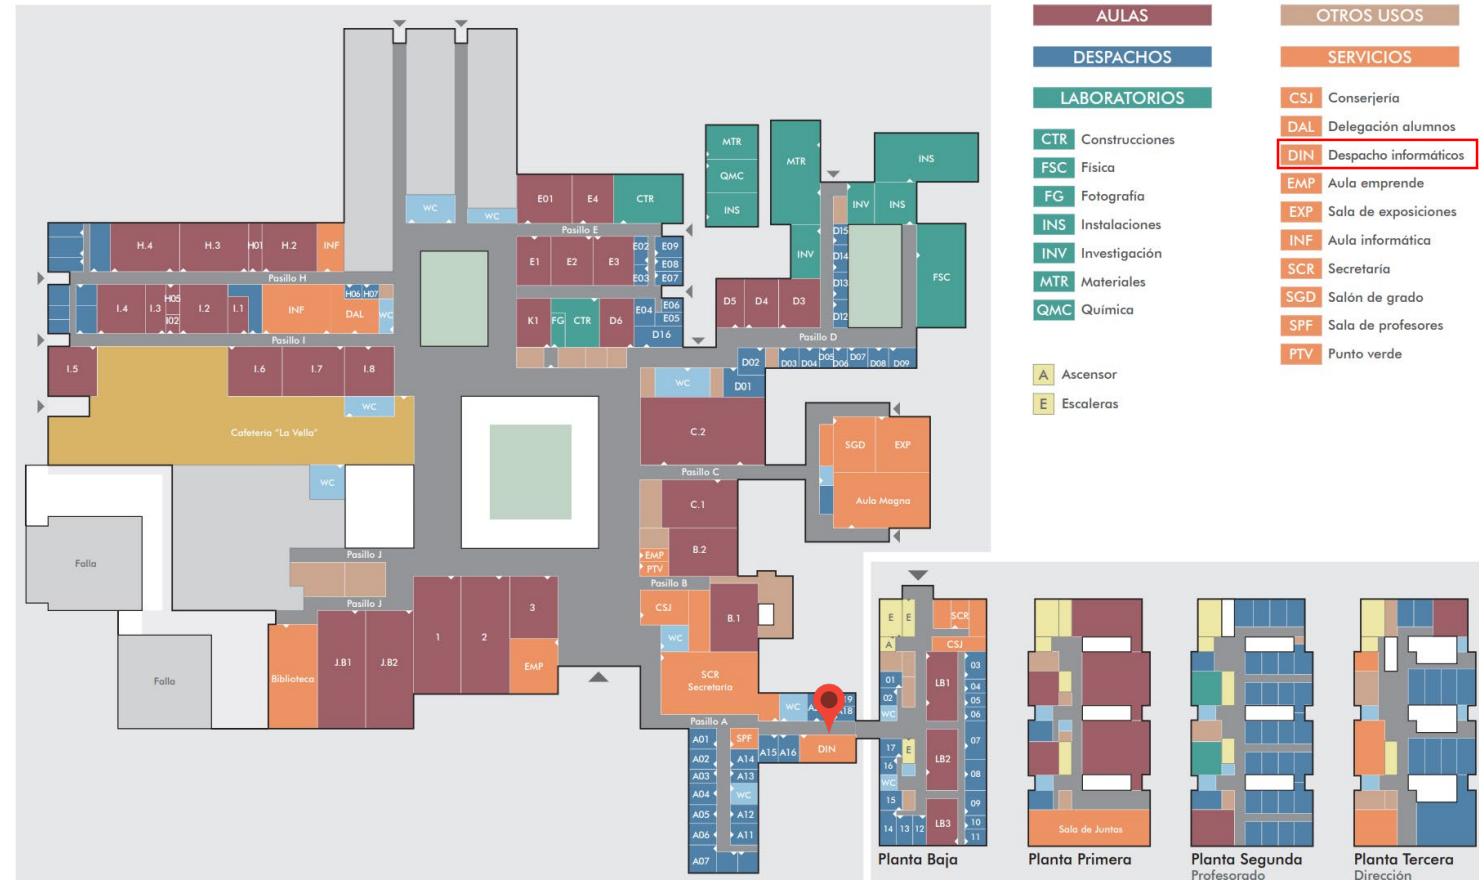 AULAS
DESPACHOS
LABORATORIOS
CTR Construcciones
FSC Física
FG Fotografía
INS Instalaciones
INV Investigación
MTR Materiales
QMC Química
A Ascensor
E Escaleras
OTROS USOS
SERVICIOS
CSJ Conserjería
DAL Delegación alumnos
DIN Despacho informáticos
EMP Aula emprende
EXP Sala de exposiciones
INF Aula informática
SCR Secretaría
SGD Salón de grado
SPF Sala de profesores
PTV Punto verde
WC
WC
E01 E4 CTR
Pasillo E
E1 E2 E3
E02 E09
E08
E03 E07
MTR
QMC
INS
MTR
INS
INV INS
INV
FSC
D15
D14
D13
D12
H.4 H.3 H01 H.2 INF
Pasillo H
I.4 I.3 H05 I02 I.2 I.1 INF H06 H07 DAL WC
Pasillo I
I.5 I.6 I.7 I.8
WC
Cafetería "La Vella"
WC
K1 FG CTR D6 E04 E06
E05
D16
D5 D4 D3
Pasillo D
D02 D03 D04 D05 D06 D07 D08 D09
WC D01
C.2
Pasillo C
SGD EXP
Aula Magna
C.1
B.2
EMP
PTV
Pasillo B
CSJ B.1
WC
SCR
Secretaría
Falla
Falla
Pasillo J
Pasillo J
Biblioteca J.B1 J.B2 1 2 3
EMP
WC A18
Pasillo A
A01 SPF A15 A16 DIN
A02 A14
A03 A13
A04 WC
A05 A12
A06 A11
A07
E E SCR
A CSJ
01 LB1 03
02 04
WC 05
06
17 E LB2 07
16
WC 08
15 09
14 13 12 LB3 10
11
Planta Baja
Sala de Juntas
Planta Primera
Planta Segunda
Profesorado
Planta Tercera
Dirección